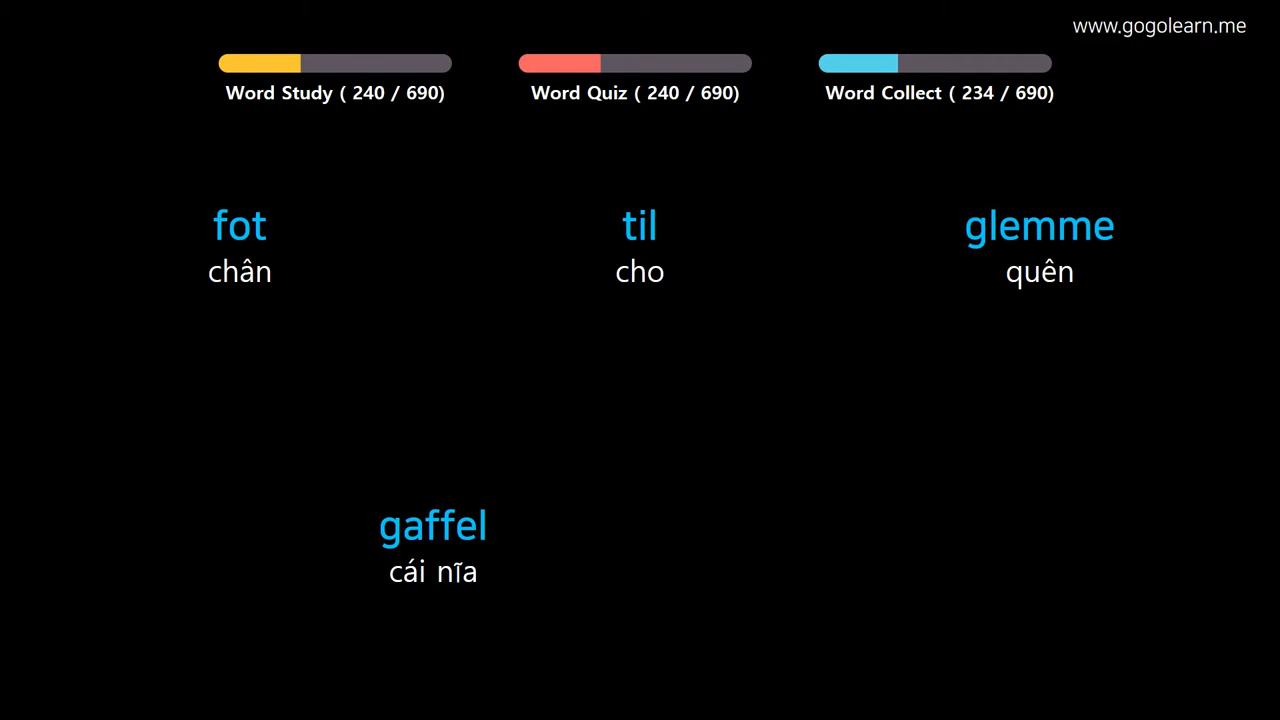 www.gogolearn.me
Word Study ( 240 / 690)
Word Quiz ( 240 / 690)
Word Collect ( 234 / 690)
fot
chân
til
cho
glemme
quên
gaffel
cái nĩa